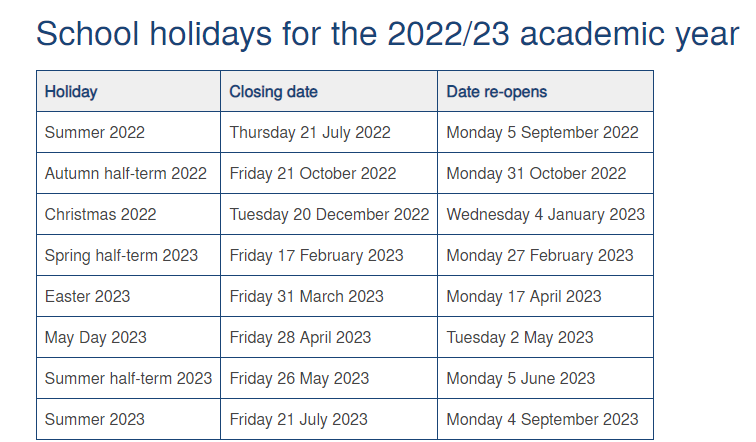 School holidays for the 2022/23 academic year
Holiday Closing date Date re-opens
Summer 2022 Thursday 21 July 2022 Monday 5 September 2022
Autumn half-term 2022 Friday 21 October 2022 Monday 31 October 2022
Christmas 2022 Tuesday 20 December 2022 Wednesday 4 January 2023
Spring half-term 2023 Friday 17 February 2023 Monday 27 February 2023
Easter 2023 Friday 31 March 2023 Monday 17 April 2023
May Day 2023 Friday 28 April 2023 Tuesday 2 May 2023
Summer half-term 2023 Friday 26 May 2023 Monday 5 June 2023
Summer 2023 Friday 21 July 2023 Monday 4 September 2023